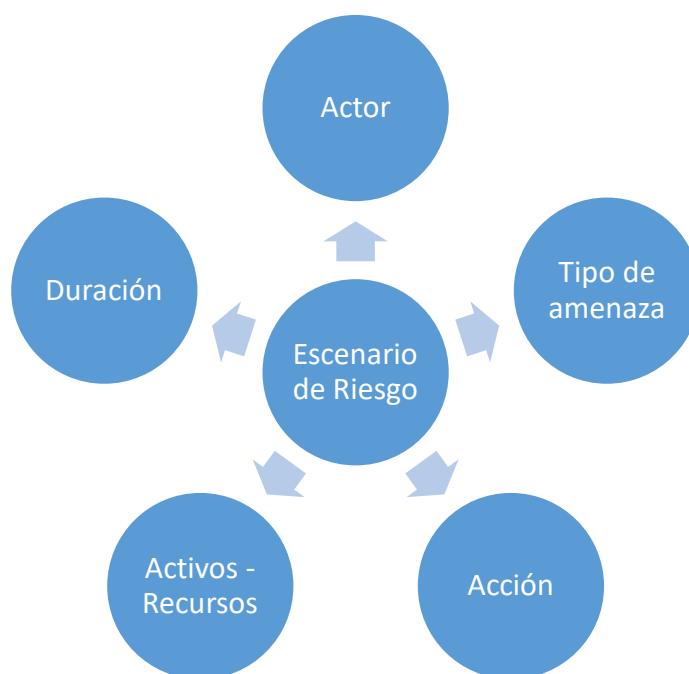 Actor
Duración
Tipo de
amenaza
Escenario
de Riesgo
Activos -
Recursos
Acción